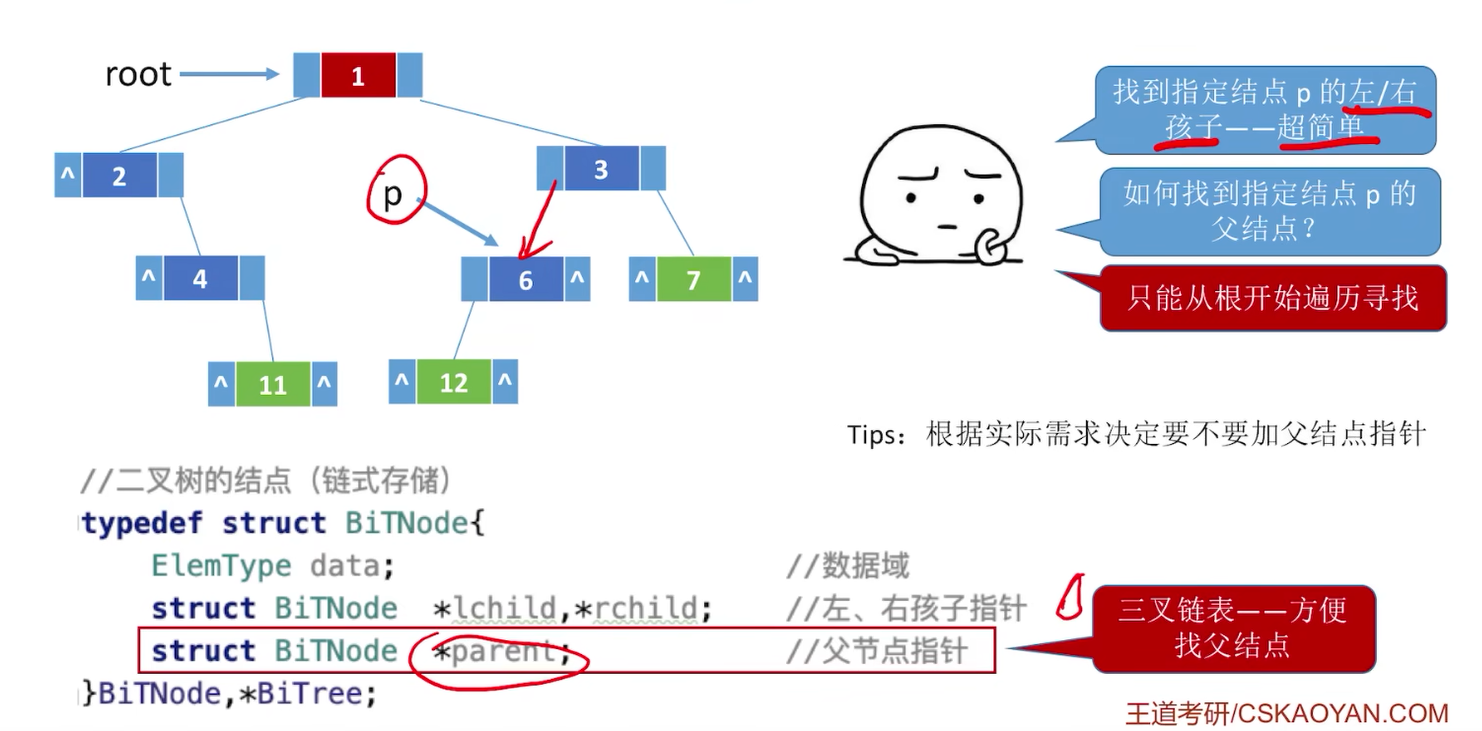 root
1
找到指定结点 p 的左/右
孩子——超简单
^ 2
p
3
如何找到指定结点 p 的
父结点？
^ 4
6 ^
^ 7 ^
只能从根开始遍历寻找
^ 11 ^
^ 12 ^
Tips：根据实际需求决定要不要加父结点指针
//二叉树的结点（链式存储）
typedef struct BiTNode{
ElemType data; //数据域
struct BiTNode *lchild,*rchild; //左、右孩子指针
struct BiTNode *parent; //父节点指针
}BiTNode,*BiTree;
三叉链表——方便
找父结点
王道考研/CSKAOYAN.COM